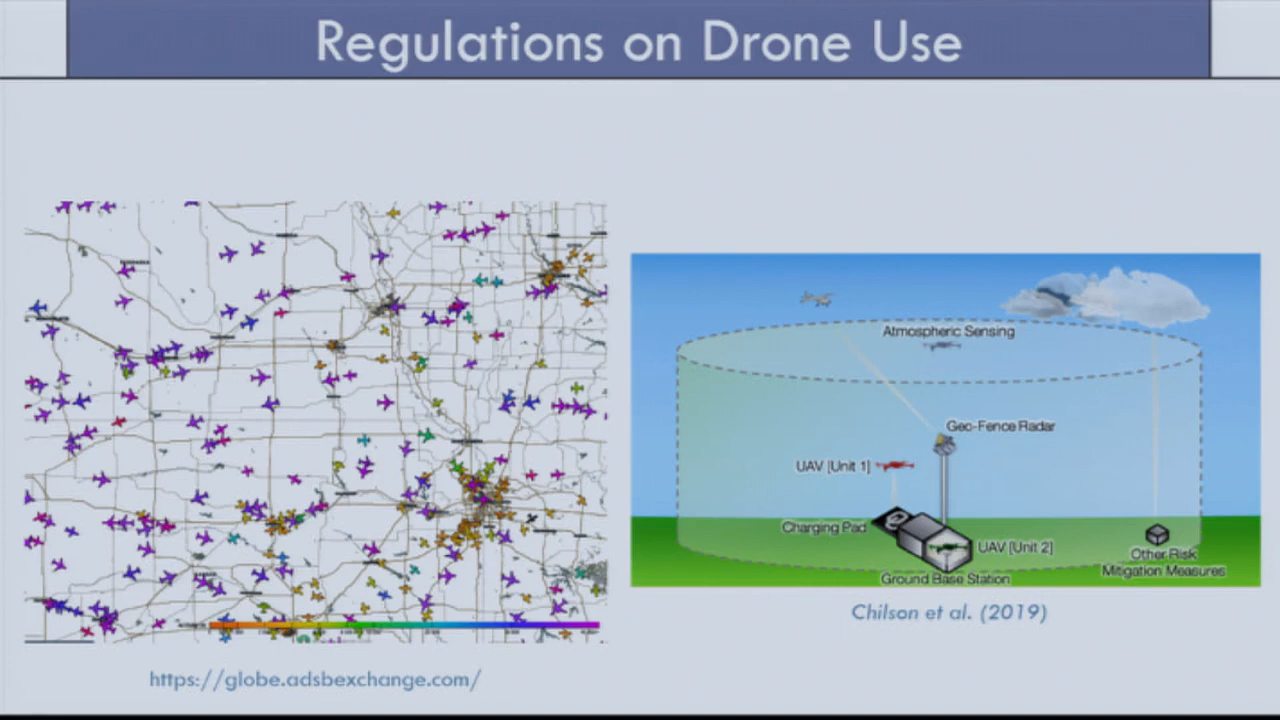 Regulations on Drone Use
Atmospheric Sensing
Geo-Fence Radar
UAV [Unit 1]
Charging Pad
UAV [Unit 2]
Other Risk
Mitigation Measures
Ground Base Station
Chilson et al. (2019)
https://globe.adsbexchange.com/